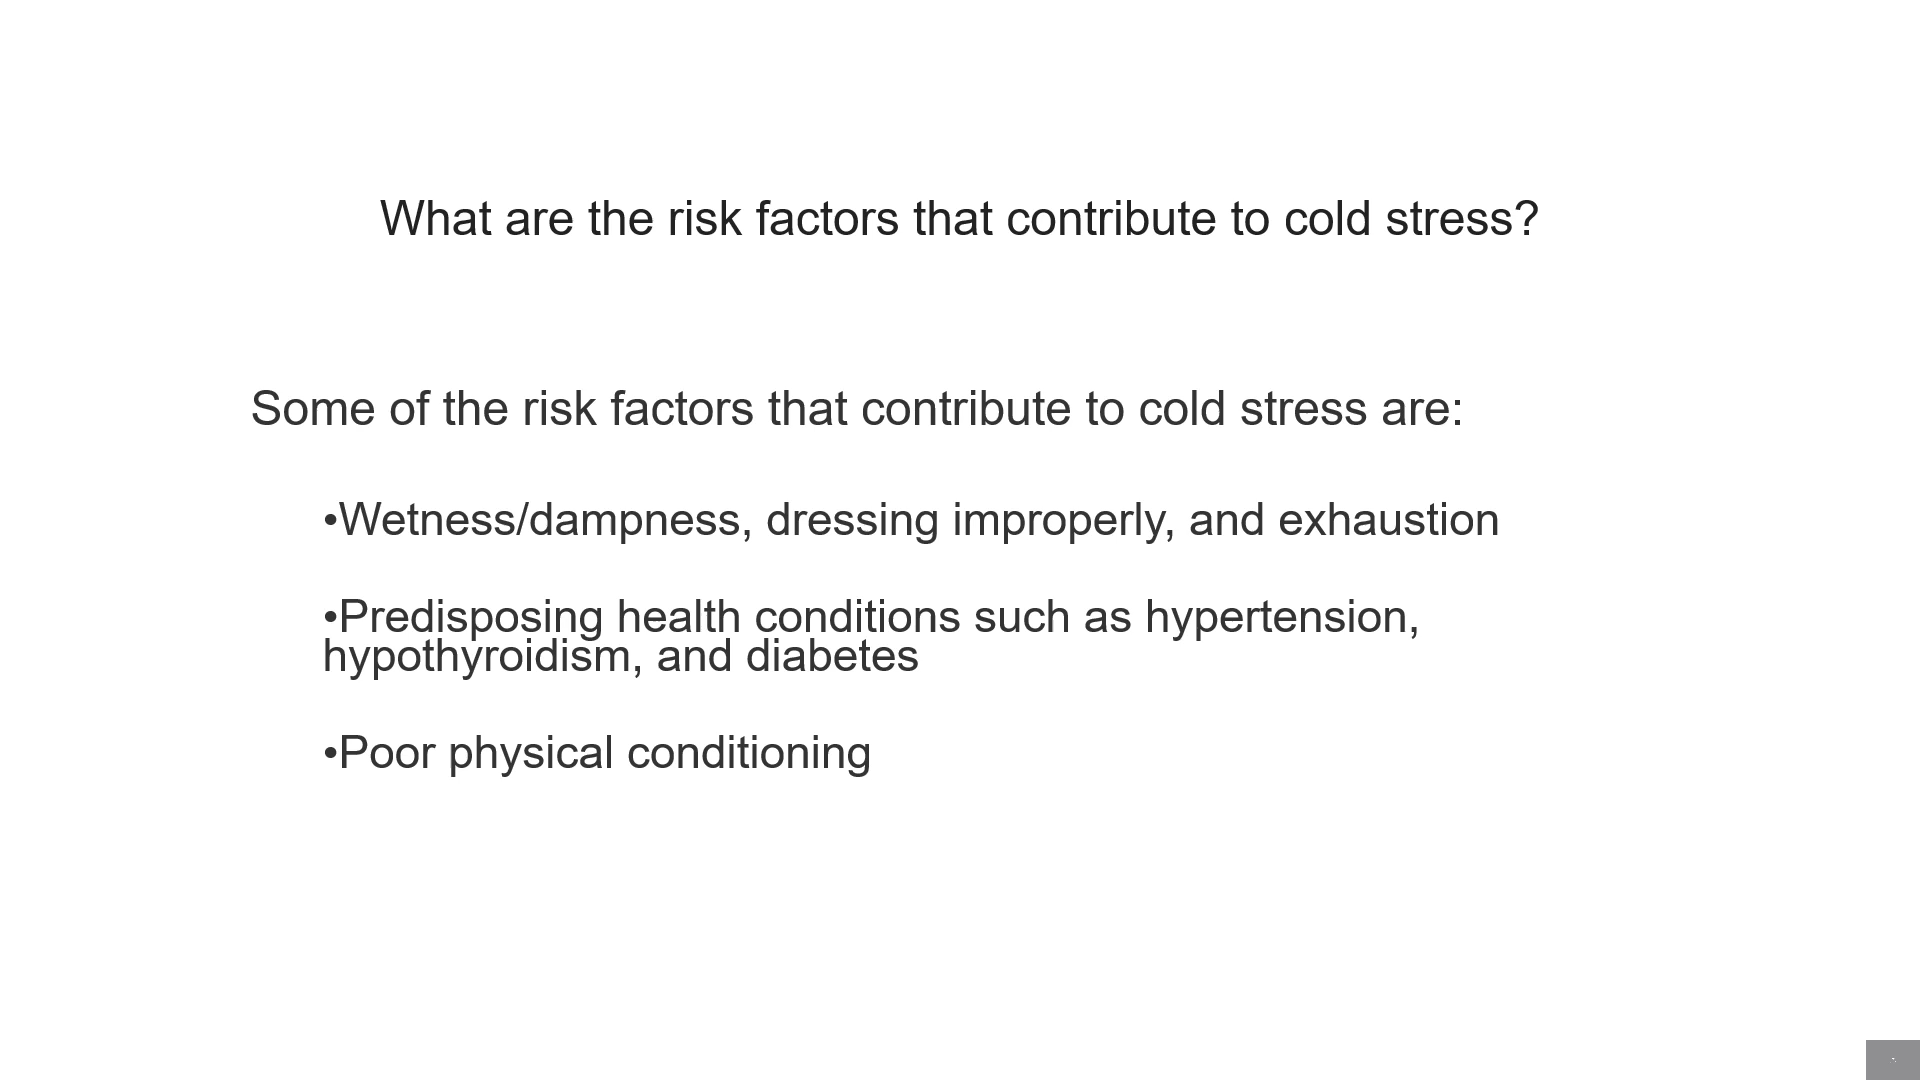 What are the risk factors that contribute to cold stress?
Some of the risk factors that contribute to cold stress are:
•Wetness/dampness, dressing improperly, and exhaustion
•Predisposing health conditions such as hypertension,
hypothyroidism, and diabetes
•Poor physical conditioning